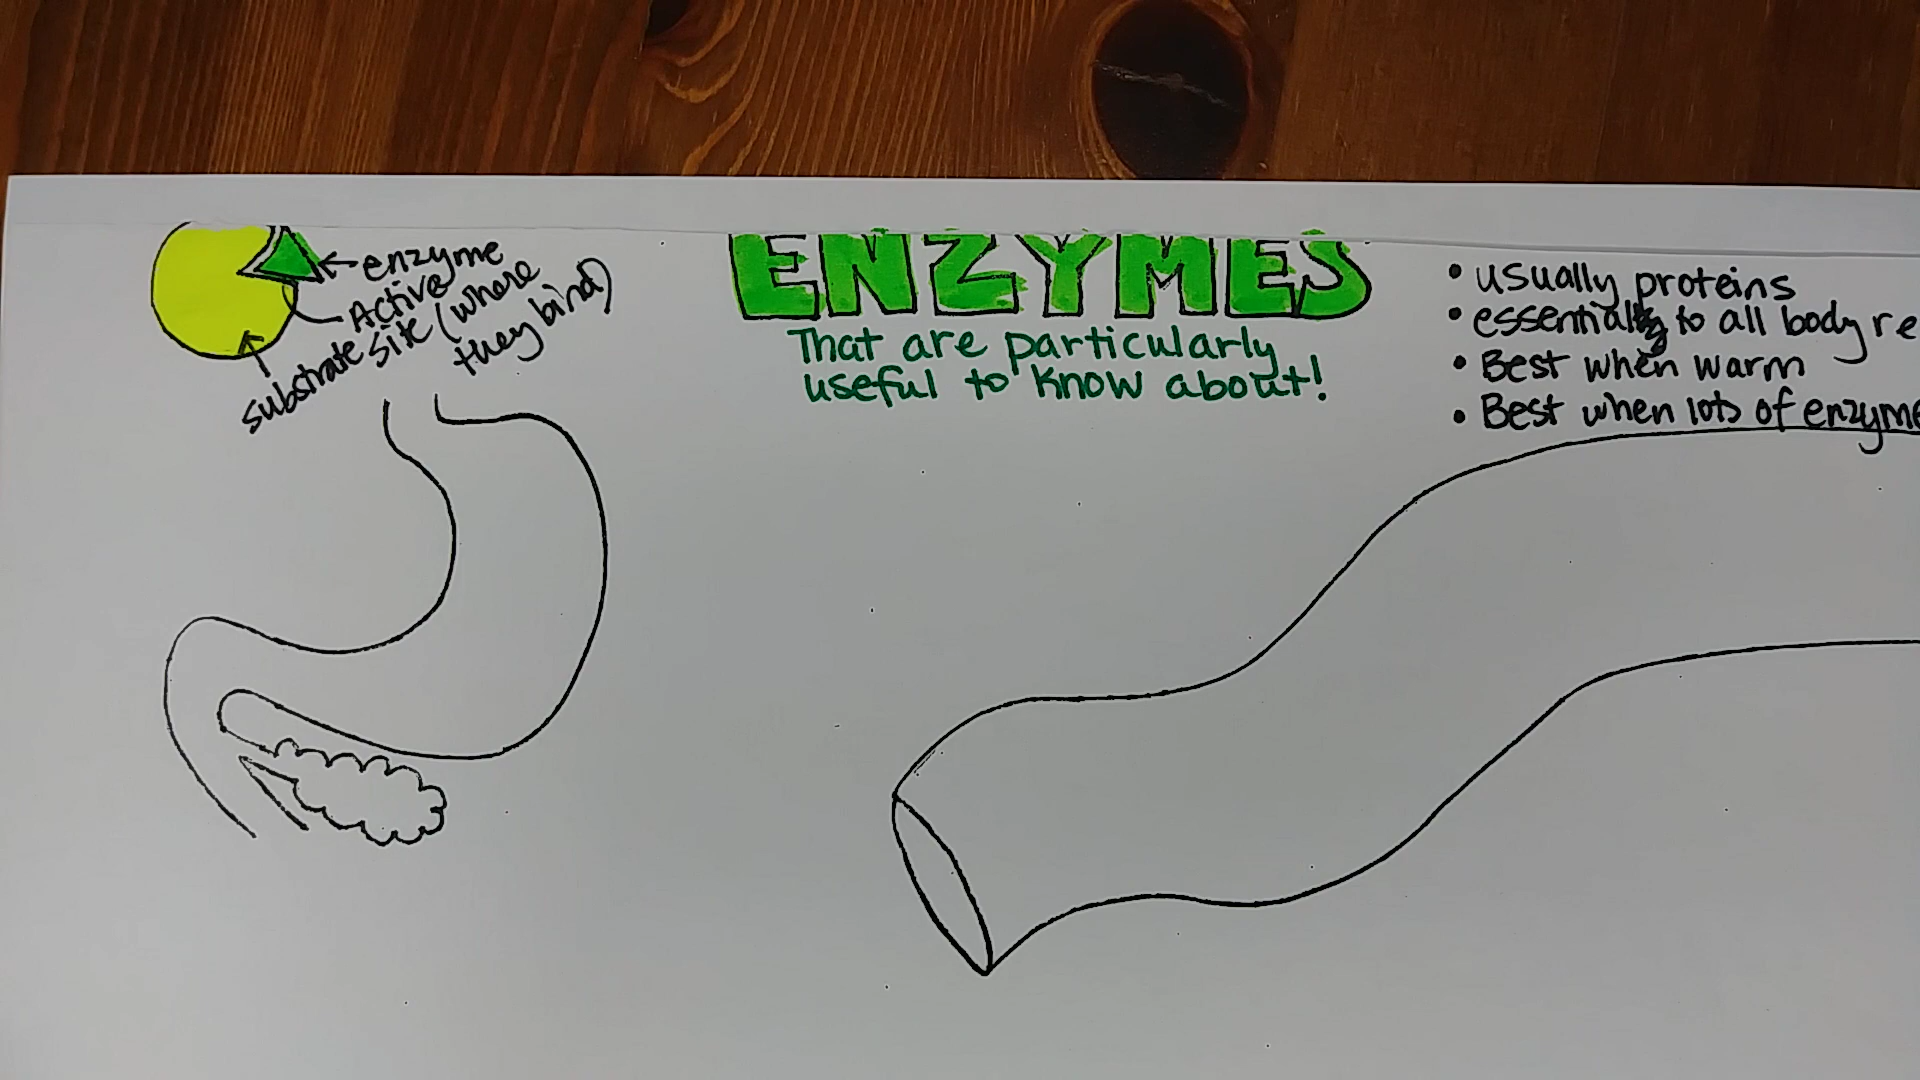 enzyme
Active
site (where
they bind)
substrate
ENZYMES
That are particularly
useful to know about!
• usually proteins
• essential to all body re
• Best when warm
• Best when lots of enzyme